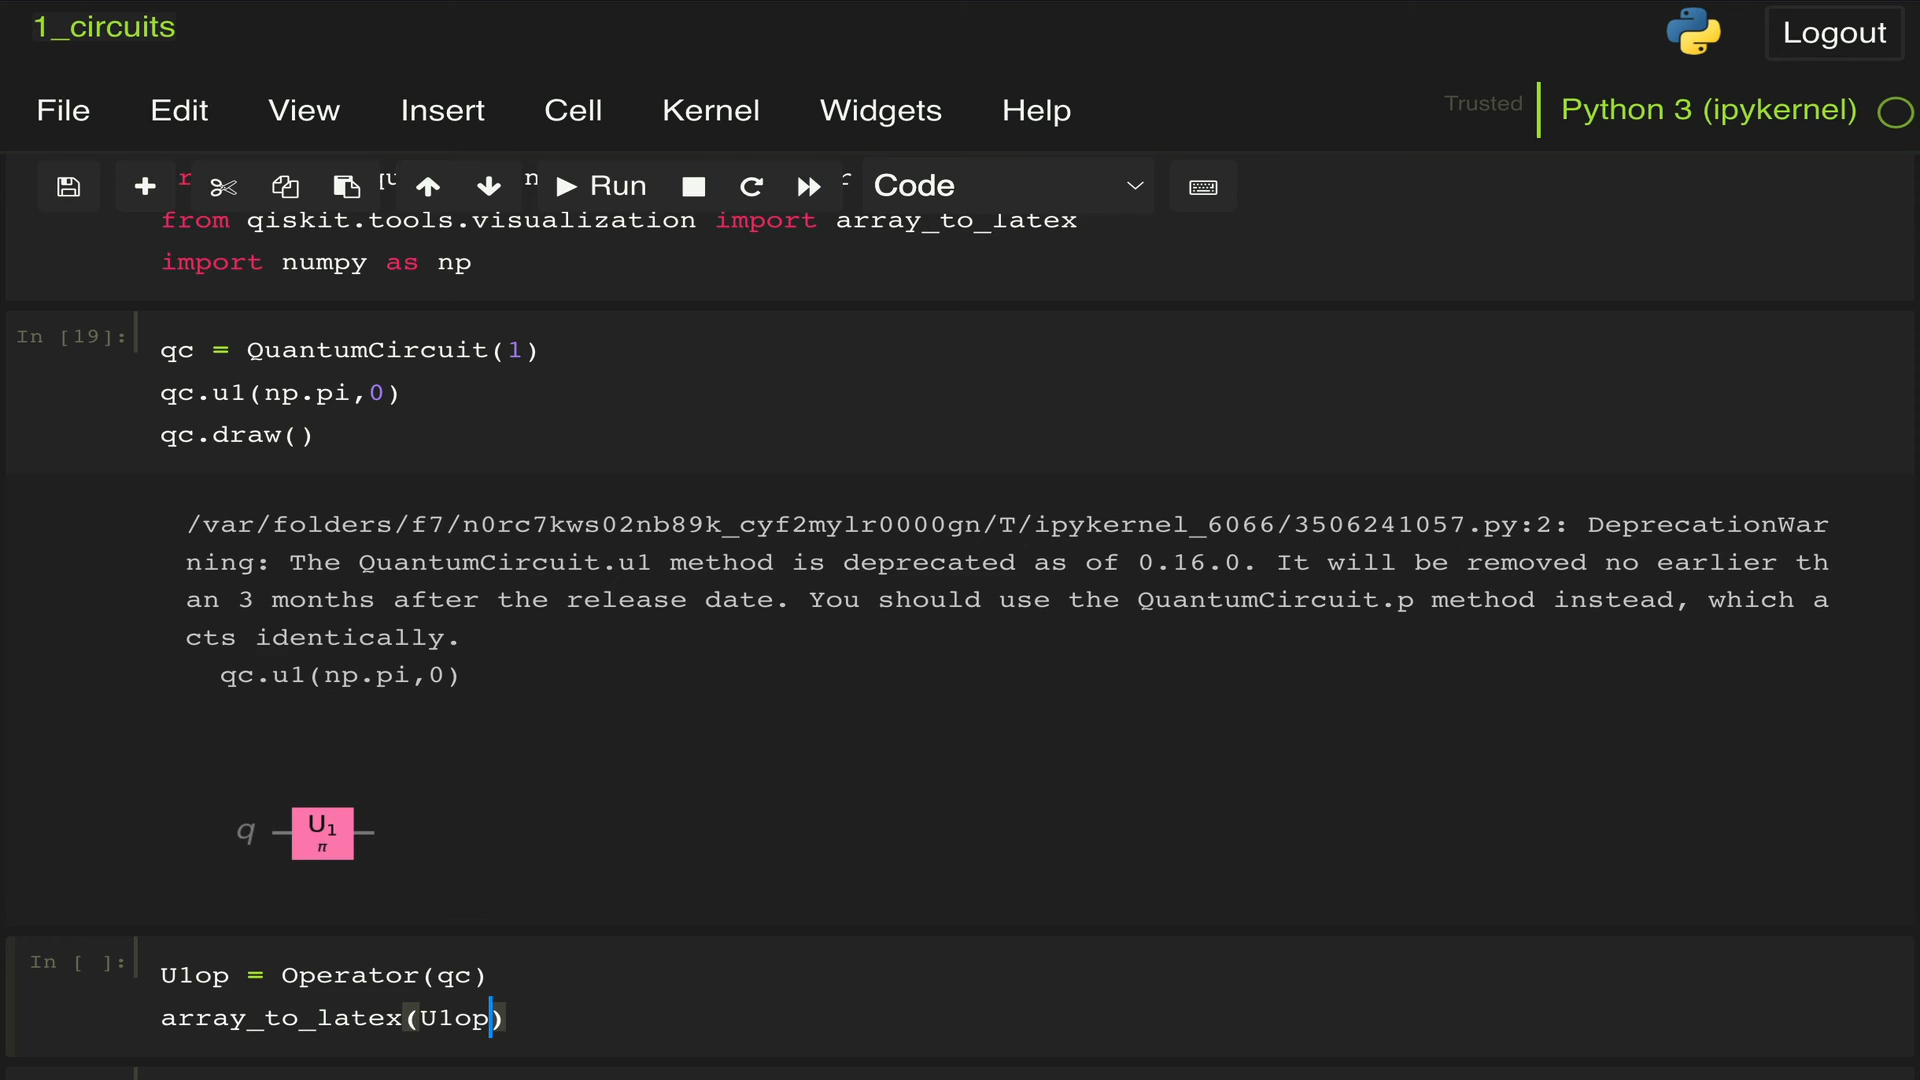 1_circuits
Logout
File Edit View Insert Cell Kernel Widgets Help
Trusted
Python 3 (ipykernel)
Run
Code
from qiskit.tools.visualization import array_to_latex
import numpy as np
In [19]:
qc = QuantumCircuit(1)
qc.u1(np.pi,0)
qc.draw()
/var/folders/f7/n0rc7kws02nb89k_cyf2mylr0000gn/T/ipykernel_6066/3506241057.py:2: DeprecationWar
ning: The QuantumCircuit.u1 method is deprecated as of 0.16.0. It will be removed no earlier th
an 3 months after the release date. You should use the QuantumCircuit.p method instead, which a
cts identically.
qc.u1(np.pi,0)
q
U1
π
In [ ]:
U1op = Operator(qc)
array_to_latex(U1op)